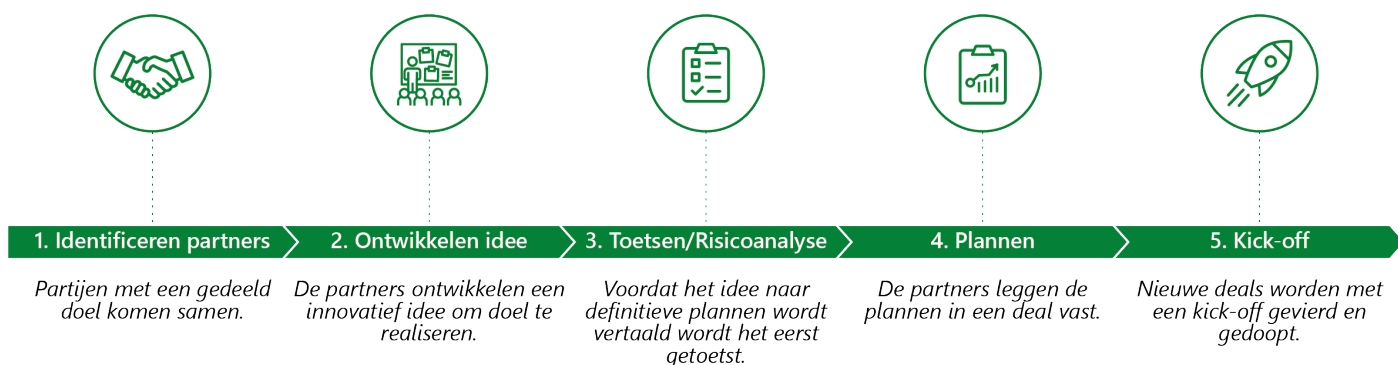 1. Identificeren partners
2. Ontwikkelen idee
3. Toetsen/Risicoanalyse
4. Plannen
5. Kick-off
Partijen met een gedeeld
doel komen samen.
De partners ontwikkelen een
innovatief idee om doel te
realiseren.
Voordat het idee naar
definitieve plannen wordt
vertaald wordt het eerst
getoetst.
De partners leggen de
plannen in een deal vast.
Nieuwe deals worden met
een kick-off gevierd en
gedoopt.